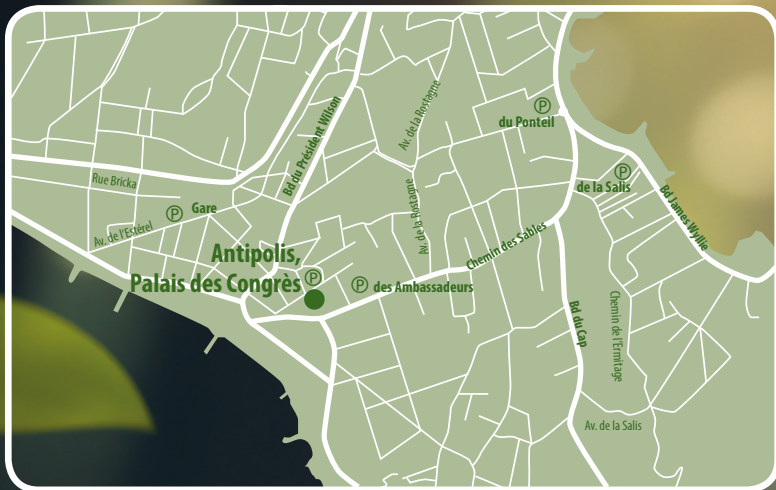 Bd du Président Wilson
Av. de la Rostagne
P
du Ponteil
Rue Bricka
P
Gare
Av. de l'Esterel
Av. de la Rostagne
P
de la Salis
Bd James Wyllie
Antipolis,
Palais des Congrès
P
P
des Ambassadeurs
Chemin des Sables
Bd du Cap
Chemin de l'Ermitage
Av. de la Salis